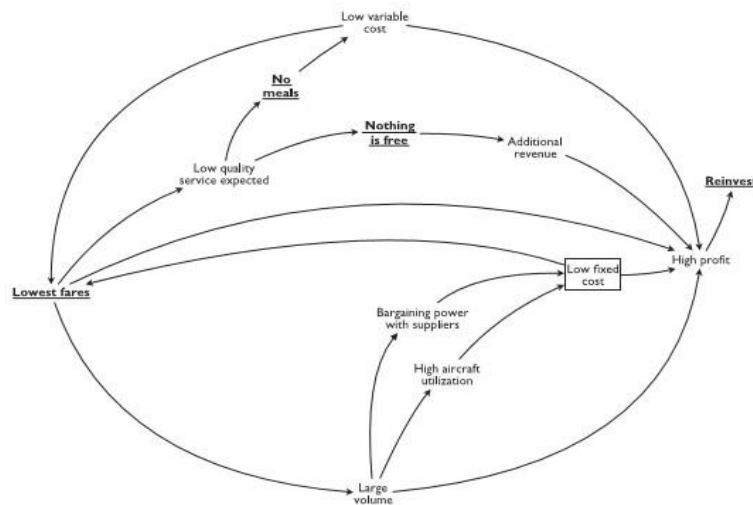 Low variable
cost
No
meals
Nothing
is free
Additional
revenue
Low quality
service expected
Reinvest
High profit
Low fixed
cost
Lowest fares
Bargaining power
with suppliers
High aircraft
utilization
Large
volume